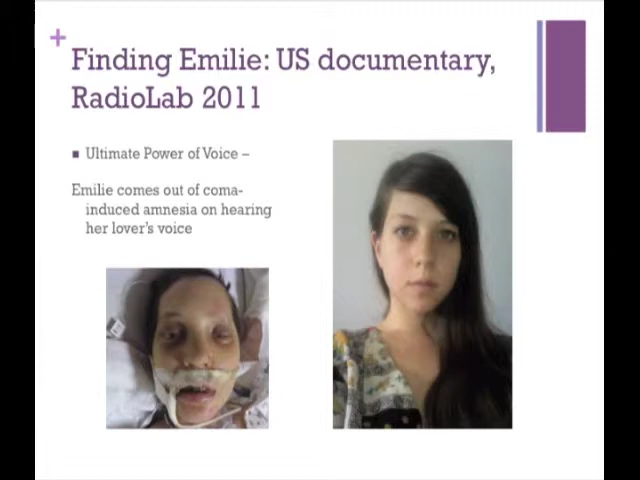 Finding Emilie: US documentary,
RadioLab 2011
Ultimate Power of Voice –
Emilie comes out of coma-
induced amnesia on hearing
her lover's voice